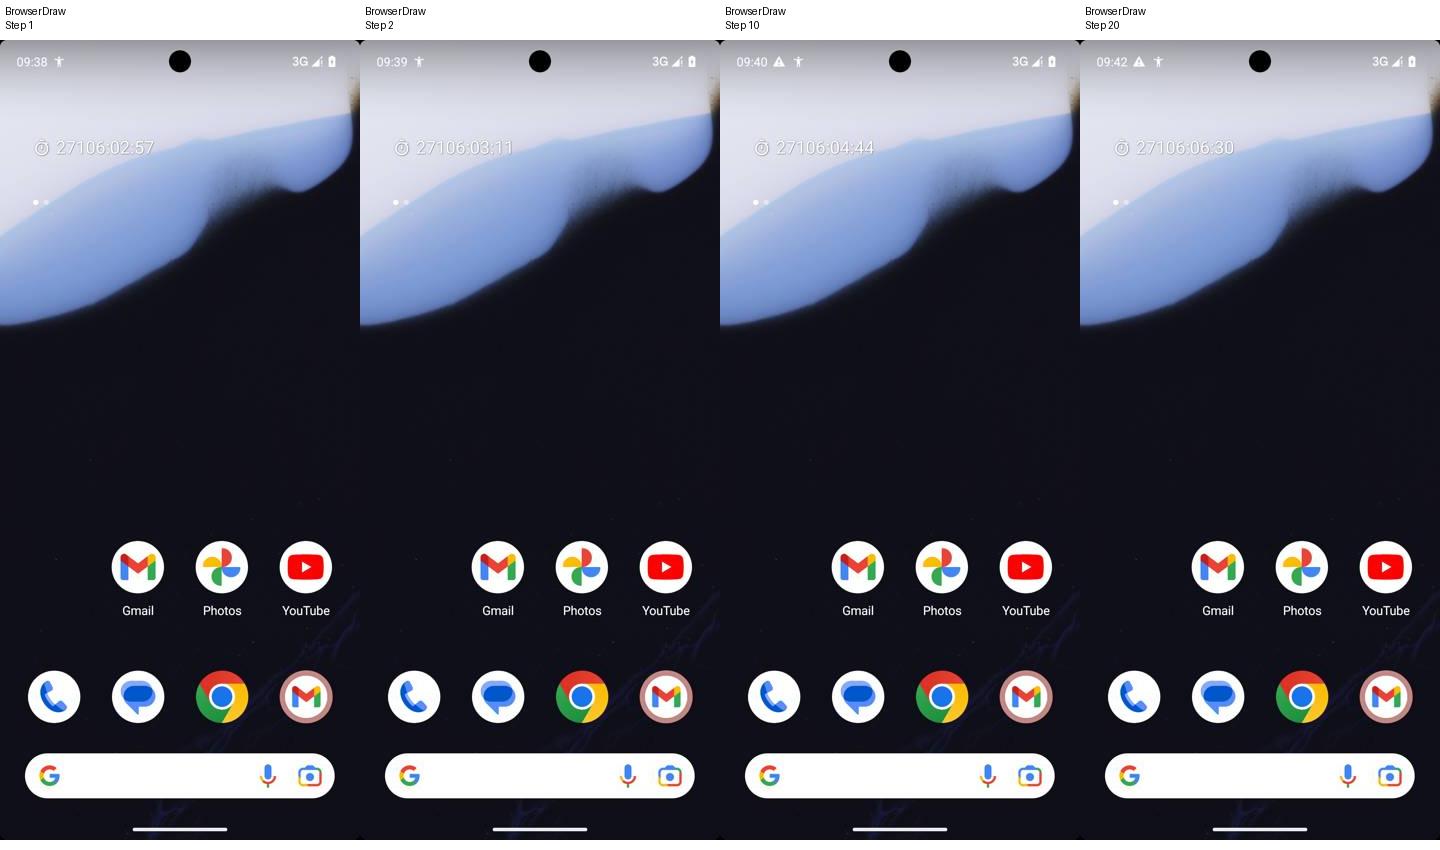 BrowserDraw
Step 1
09:38
3G
27106:02:57
Gmail Photos YouTube
BrowserDraw
Step 2
09:39
3G
27106:03:11
Gmail Photos YouTube
BrowserDraw
Step 10
09:40
3G
27106:04:44
Gmail Photos YouTube
BrowserDraw
Step 20
09:42
3G
27106:06:30
Gmail Photos YouTube